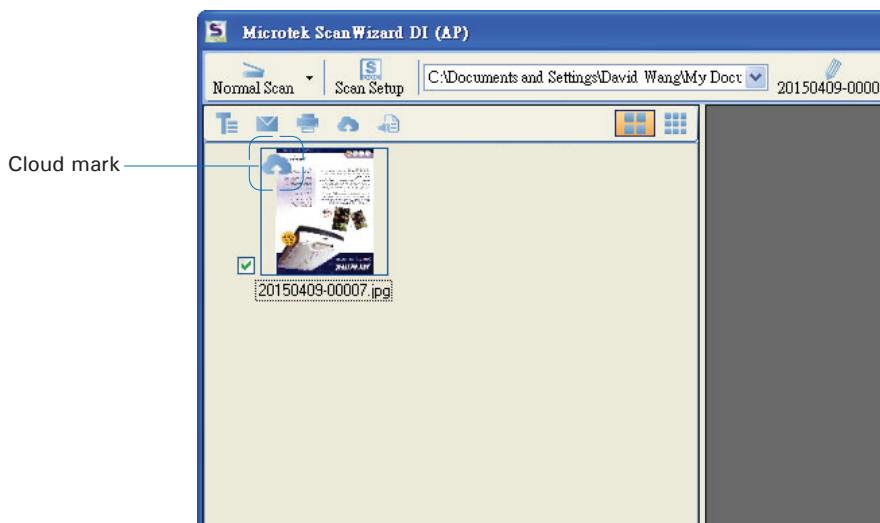 Microtek ScanWizard DI (AP)
Normal Scan
Scan Setup
C:\Documents and Settings\David Wang\My Docu
20150409-0000
Cloud mark
20150409-00007.jpg